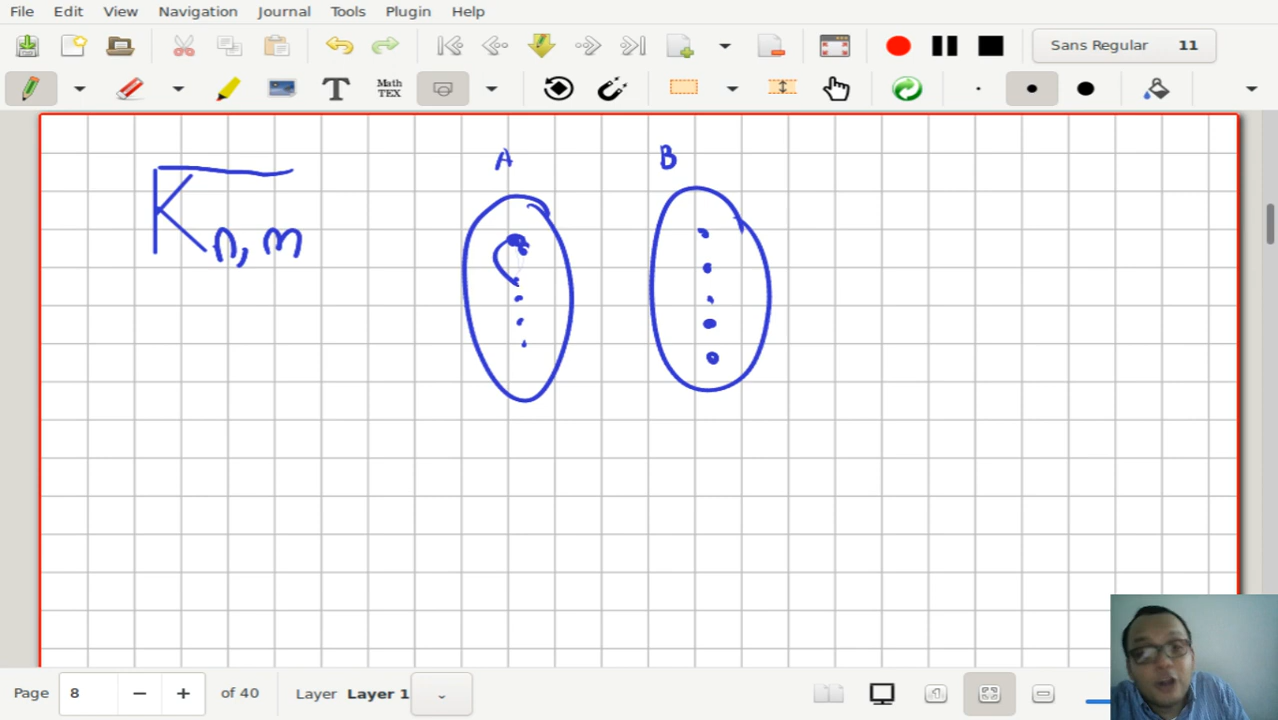 File Edit View Navigation Journal Tools Plugin Help
T Math TEX Sans Regular 11
A B
K n, m
Page 8 of 40 Layer Layer 1